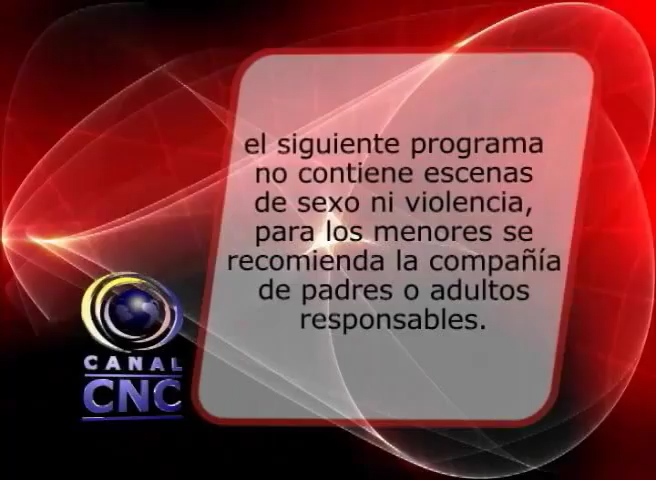 el siguiente programa
no contiene escenas
de sexo ni violencia,
para los menores se
recomienda la compañía
de padres o adultos
responsables.
CANAL
CNC